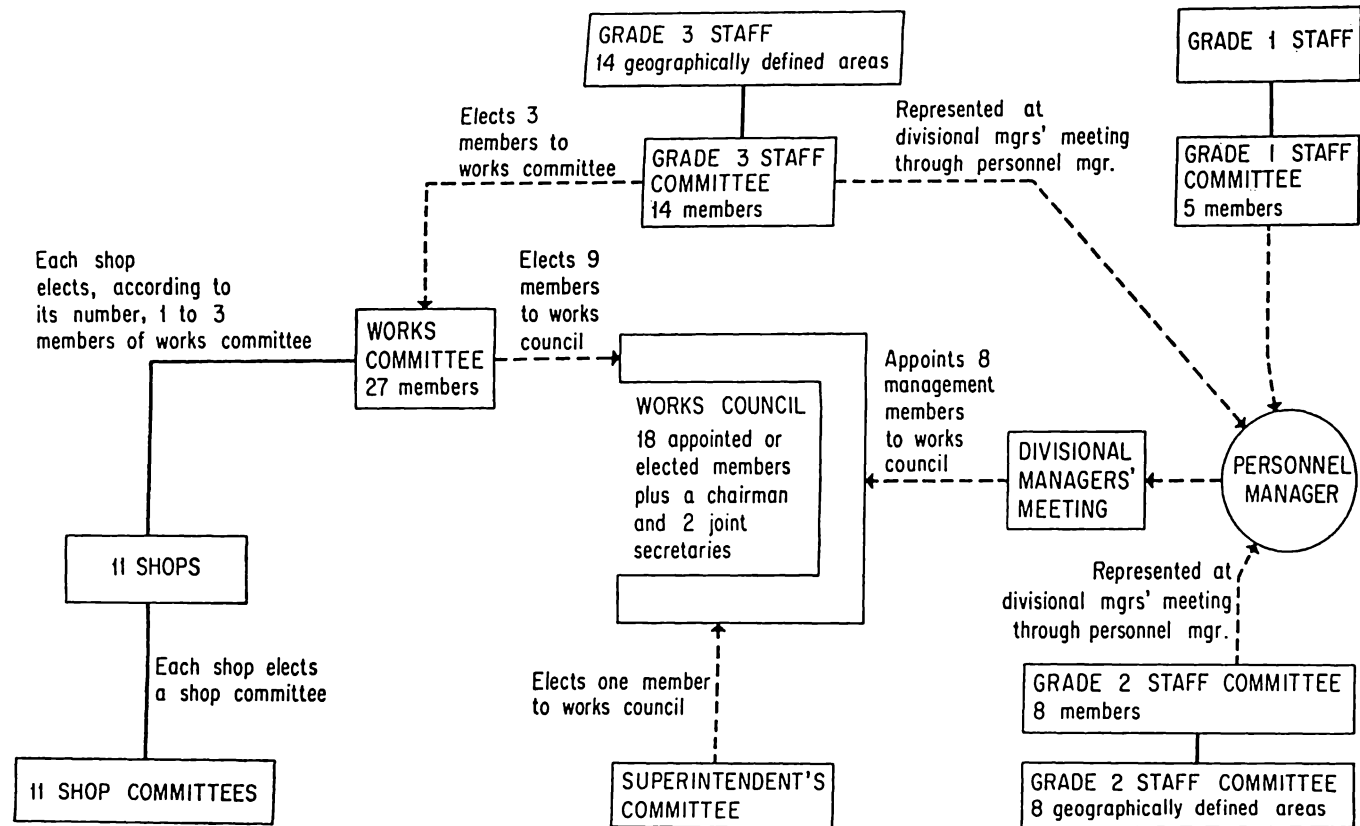 GRADE 3 STAFF
14 geographically defined areas
GRADE 1 STAFF
Elects 3
members to
works committee
GRADE 3 STAFF
COMMITTEE
14 members
Represented at
divisional mgrs' meeting
through personnel mgr.
GRADE 1 STAFF
COMMITTEE
5 members
Each shop
elects, according to
its number, 1 to 3
members of works committee
WORKS
COMMITTEE
27 members
Elects 9
members
to works
council
WORKS COUNCIL
18 appointed or
elected members
plus a chairman
and 2 joint
secretaries
Appoints 8
management
members
to works
council
DIVISIONAL
MANAGERS'
MEETING
PERSONNEL
MANAGER
11 SHOPS
Each shop elects
a shop committee
11 SHOP COMMITTEES
Elects one member
to works council
SUPERINTENDENT'S
COMMITTEE
Represented at
divisional mgrs' meeting
through personnel mgr.
GRADE 2 STAFF COMMITTEE
8 members
GRADE 2 STAFF COMMITTEE
8 geographically defined areas